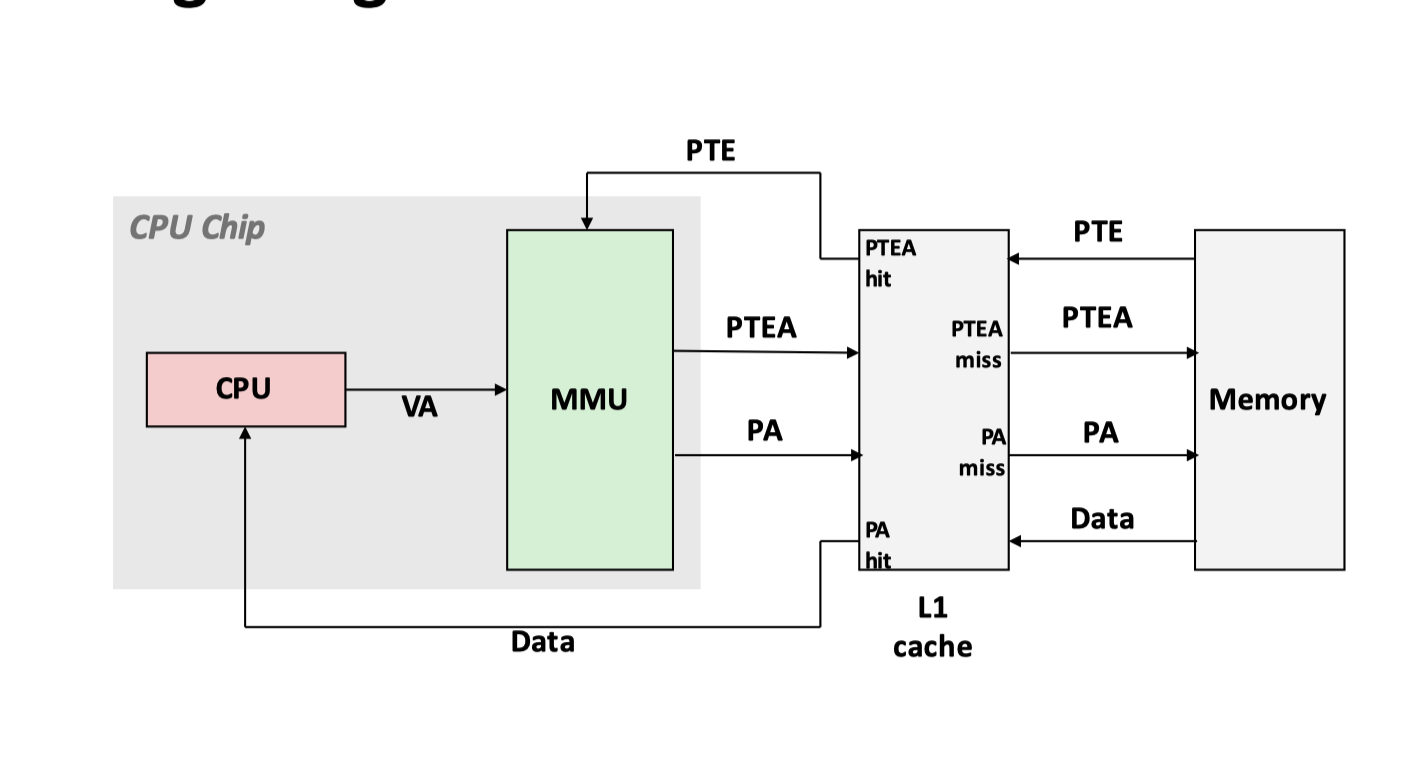 PTE
CPU Chip
PTEA
hit
PTE
PTEA
PTEA
miss
PTEA
CPU
VA
MMU
Memory
PA
PA
miss
PA
PA
hit
Data
Data
L1
cache